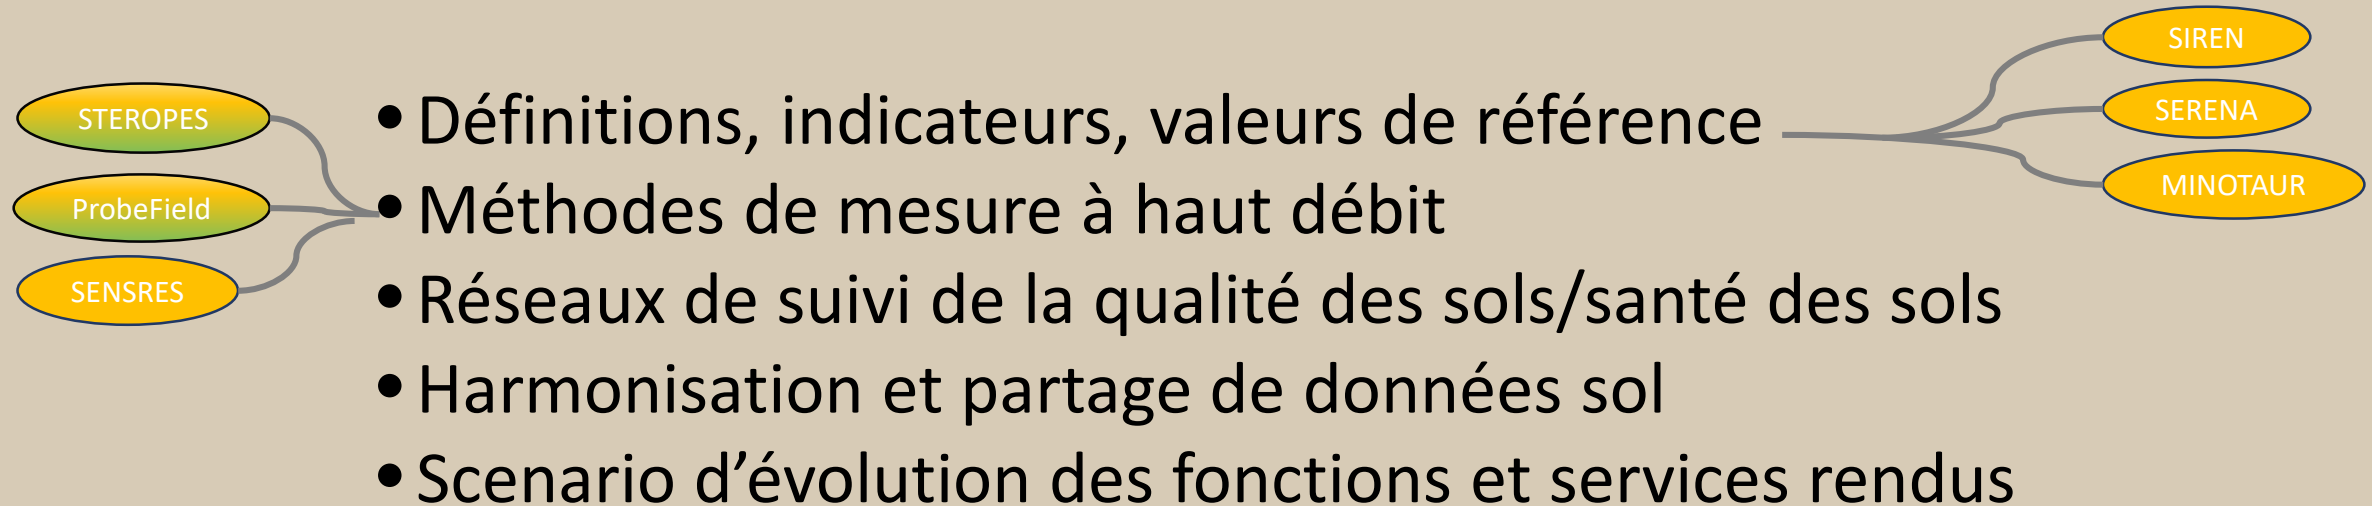 STEROPES
ProbeField
SENSRES
• Définitions, indicateurs, valeurs de référence
• Méthodes de mesure à haut débit
• Réseaux de suivi de la qualité des sols/santé des sols
• Harmonisation et partage de données sol
• Scenario d’évolution des fonctions et services rendus
SIREN
SERENA
MINOTAUR